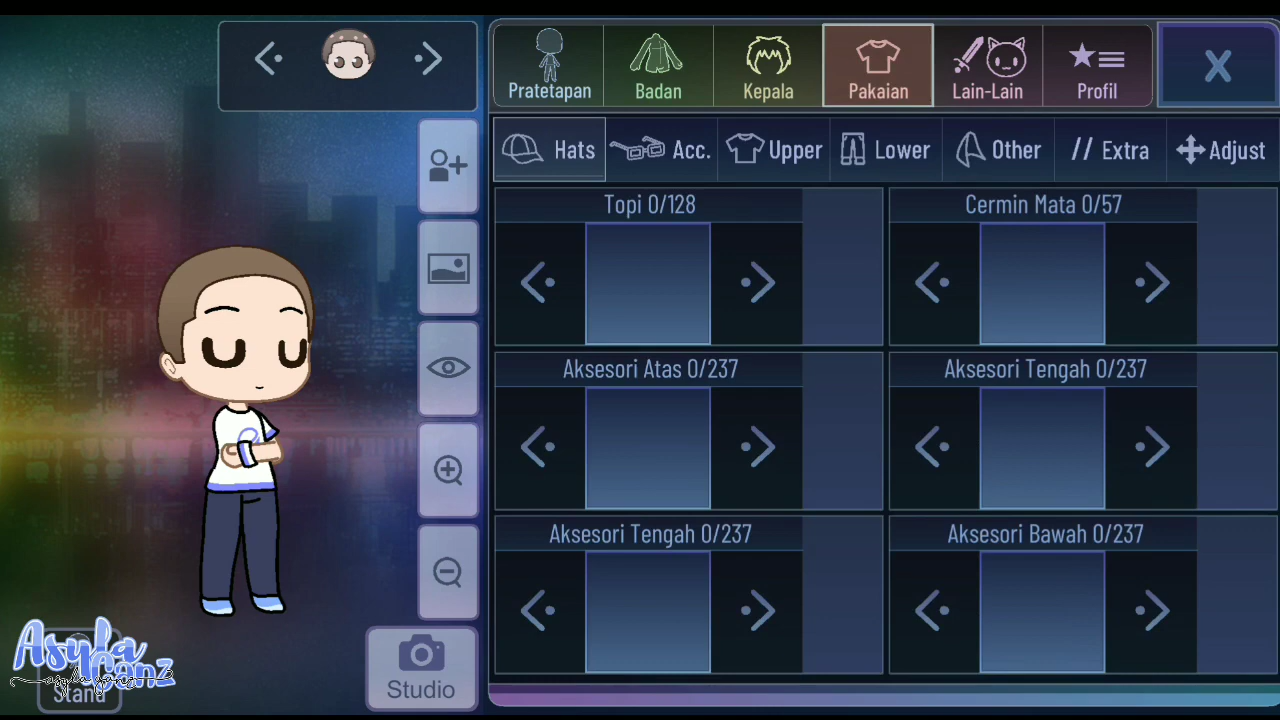 Pratetapan
Badan
Kepala
Pakaian
Lain-Lain
Profil
X
Hats
Acc.
Upper
Lower
Other
Extra
Adjust
Topi 0/128
Cermin Mata 0/57
Aksesori Atas 0/237
Aksesori Tengah 0/237
Aksesori Tengah 0/237
Aksesori Bawah 0/237
Studio
Asyla
Ganz
Stand